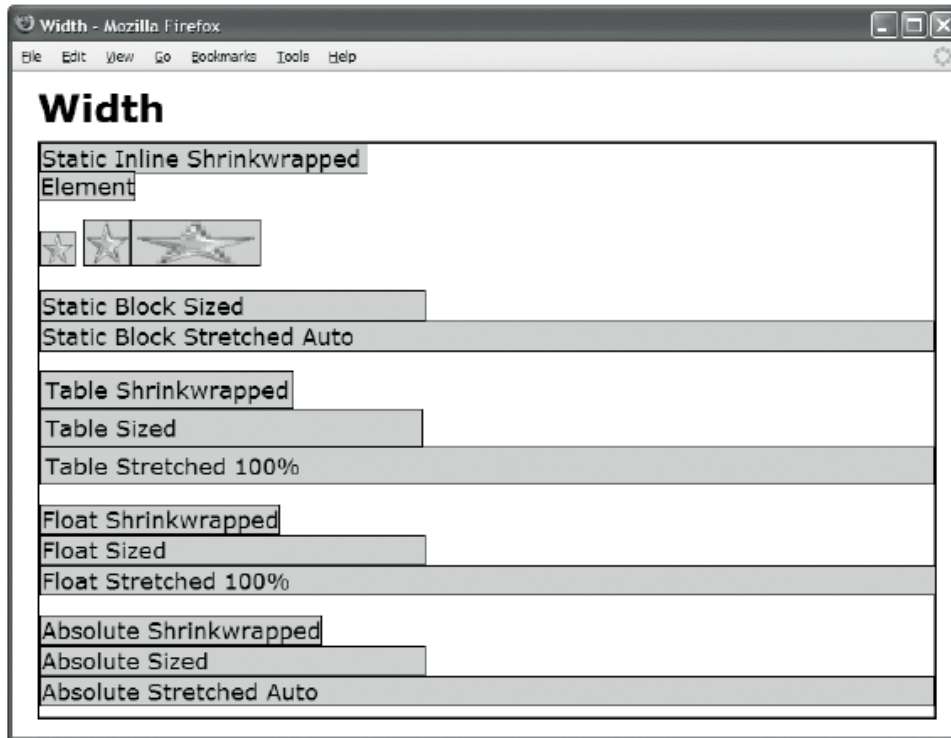 Width - Mozilla Firefox
File Edit View Go Bookmarks Tools Help
Width
Static Inline Shrinkwrapped
Element
Static Block Sized
Static Block Stretched Auto
Table Shrinkwrapped
Table Sized
Table Stretched 100%
Float Shrinkwrapped
Float Sized
Float Stretched 100%
Absolute Shrinkwrapped
Absolute Sized
Absolute Stretched Auto